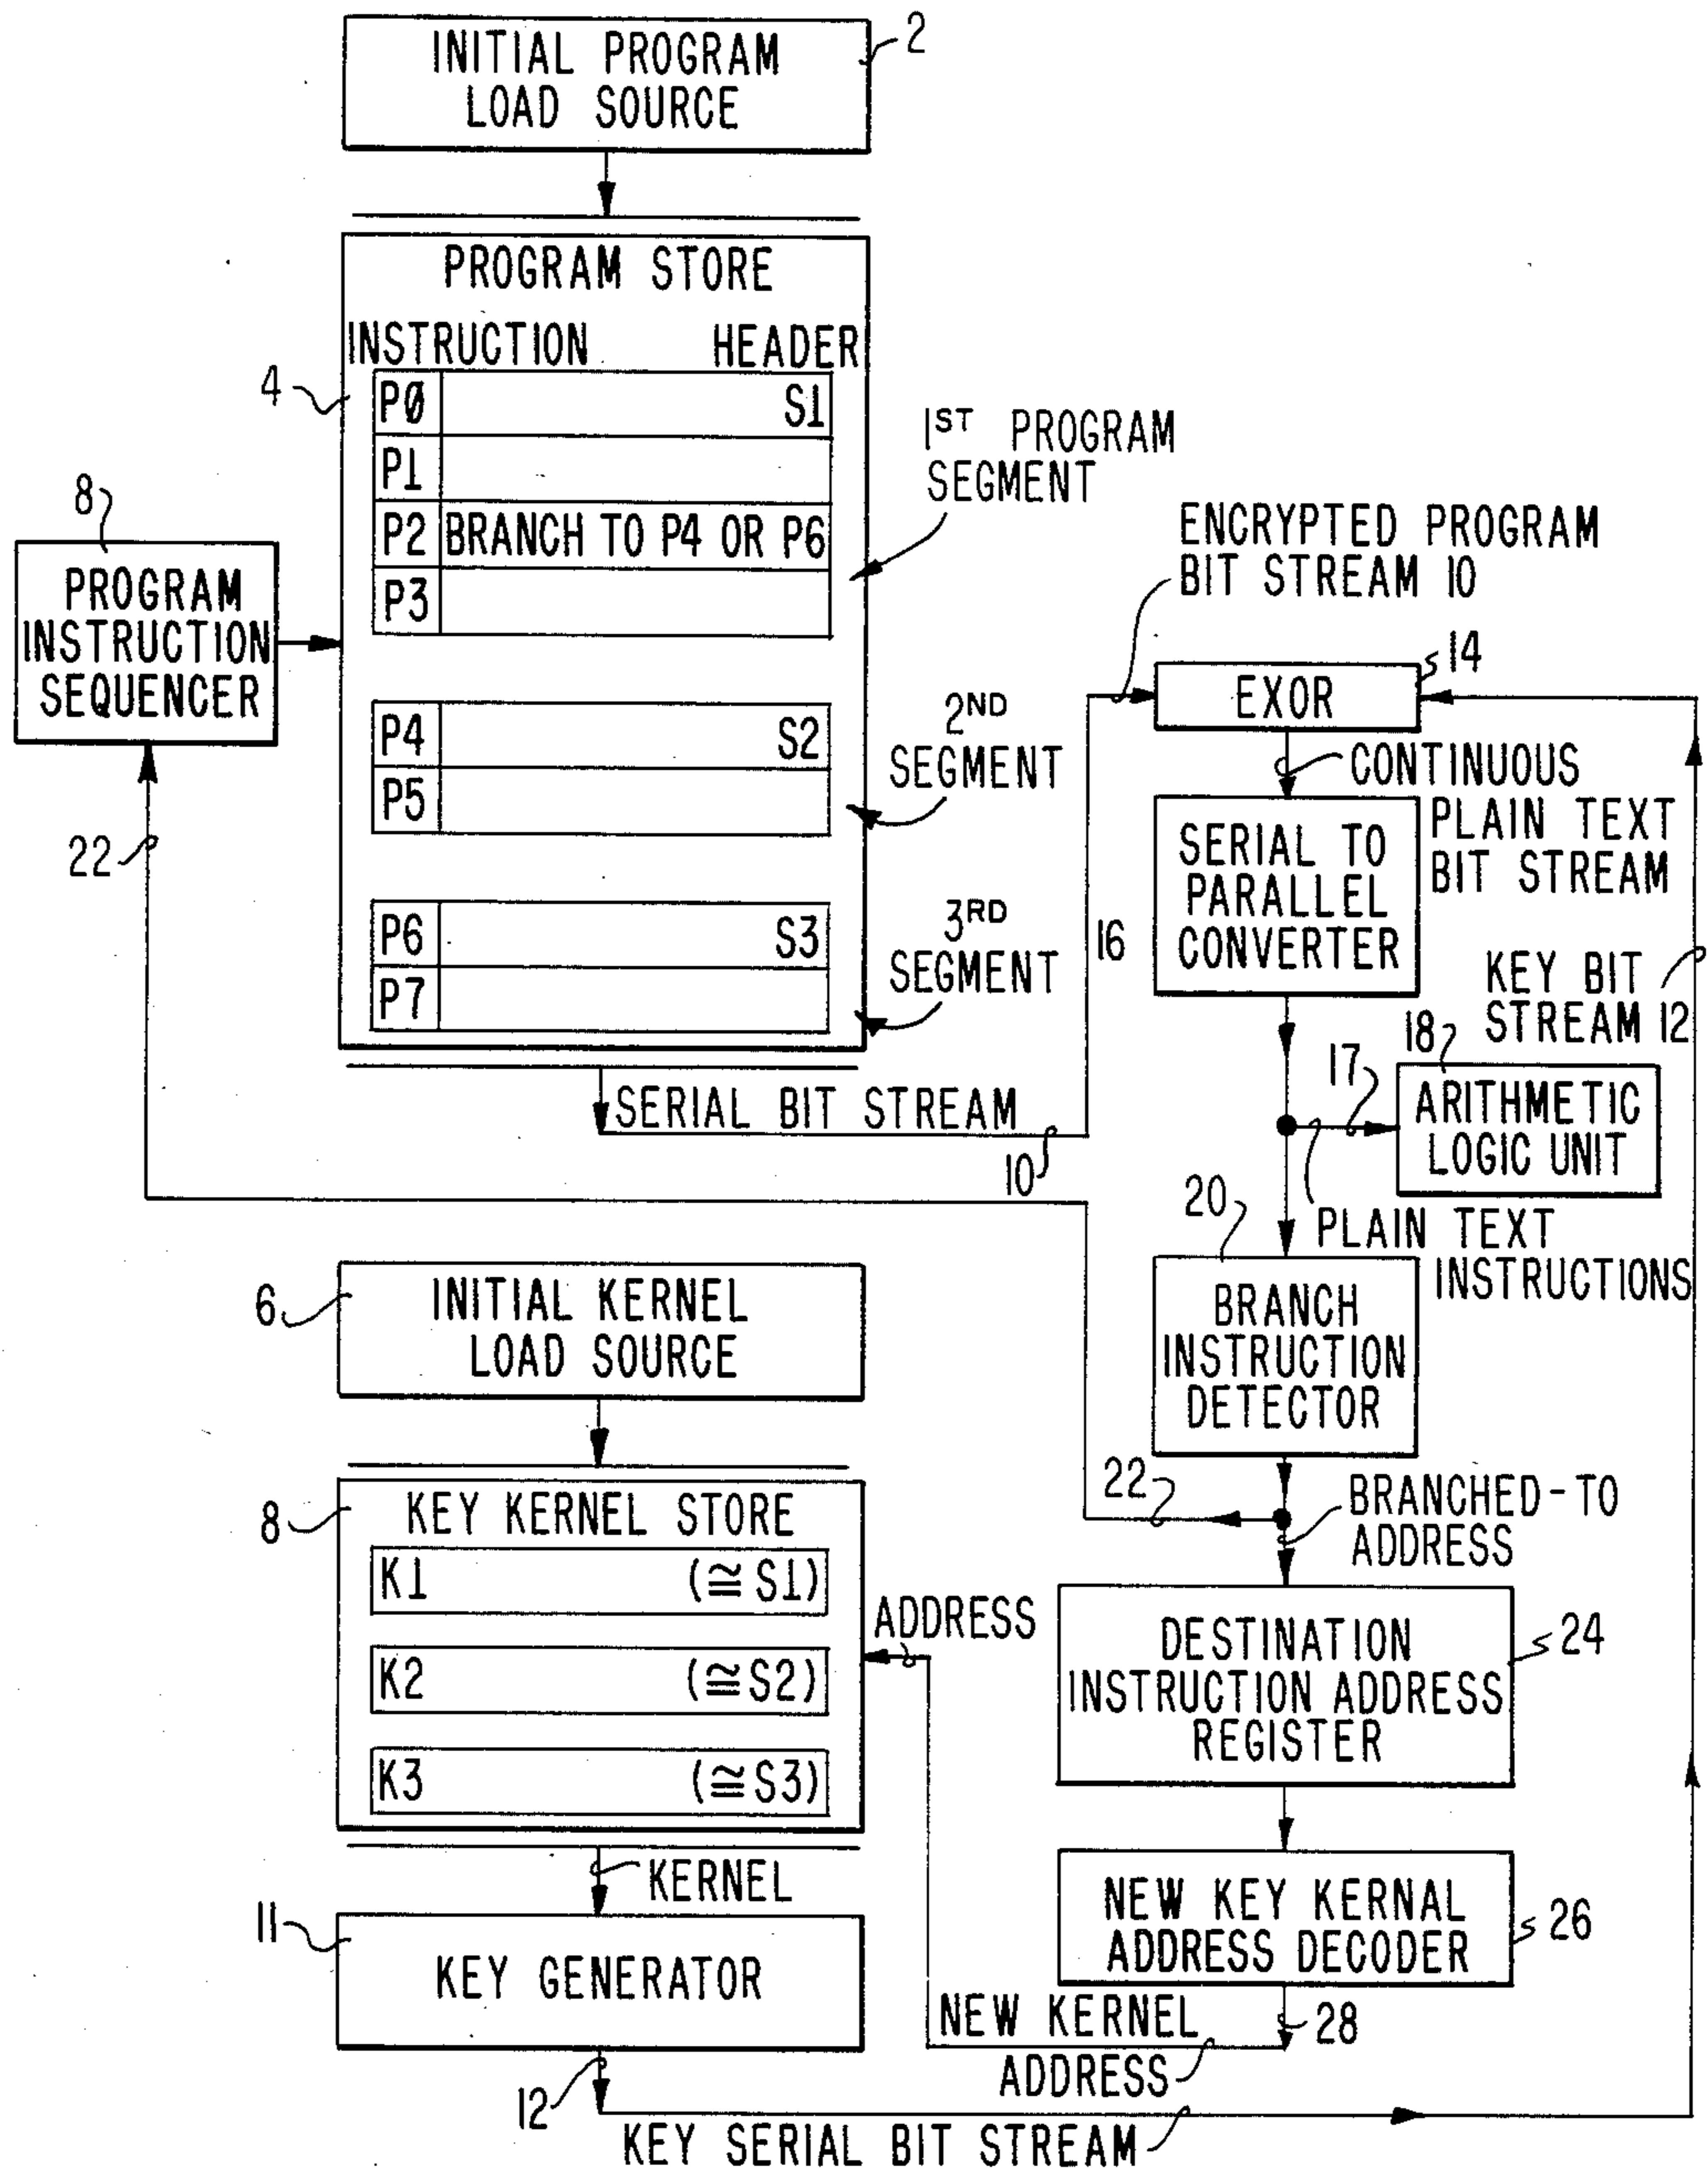 INITIAL PROGRAM
LOAD SOURCE
2
PROGRAM STORE
INSTRUCTION HEADER
4
PØ S1
P1
P2 BRANCH TO P4 OR P6
P3
1ST PROGRAM
SEGMENT
8
PROGRAM
INSTRUCTION
SEQUENCER
P4 S2
P5
2ND
SEGMENT
22
P6 S3
P7
3RD
SEGMENT
SERIAL BIT STREAM
10
ENCRYPTED PROGRAM
BIT STREAM 10
EXOR
14
CONTINUOUS
PLAIN TEXT
BIT STREAM
SERIAL TO
PARALLEL
CONVERTER
16
KEY BIT
STREAM 12
17
18
ARITHMETIC
LOGIC UNIT
PLAIN TEXT
INSTRUCTIONS
20
BRANCH
INSTRUCTION
DETECTOR
22
BRANCHED-TO
ADDRESS
6
INITIAL KERNEL
LOAD SOURCE
8
KEY KERNEL STORE
K1 (≅ S1)
K2 (≅ S2)
K3 (≅ S3)
ADDRESS
DESTINATION
INSTRUCTION ADDRESS
REGISTER
24
KERNEL
NEW KEY KERNAL
ADDRESS DECODER
26
11
KEY GENERATOR
NEW KERNEL
ADDRESS
28
12
KEY SERIAL BIT STREAM